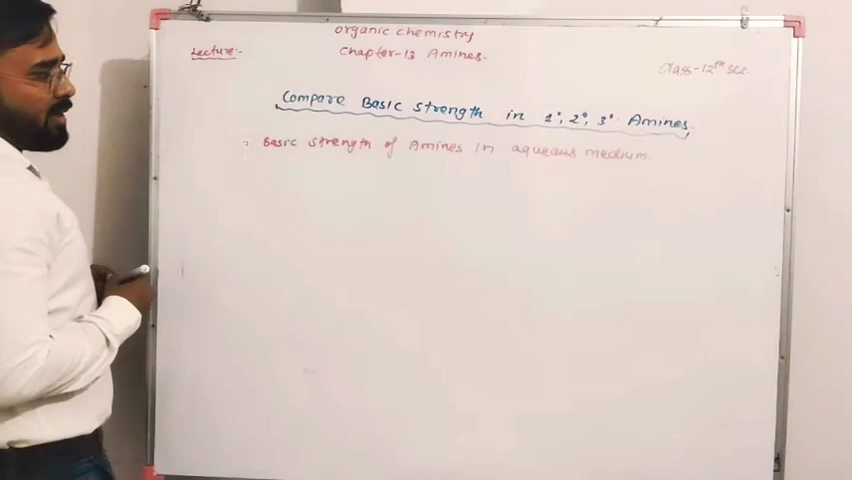 Organic chemistry
Lecture:-
Chapter-13 Amines.
Class-12th sci.
Compare Basic strength in 1°, 2°, 3° Amines.
Basic strength of Amines in aqueous medium.